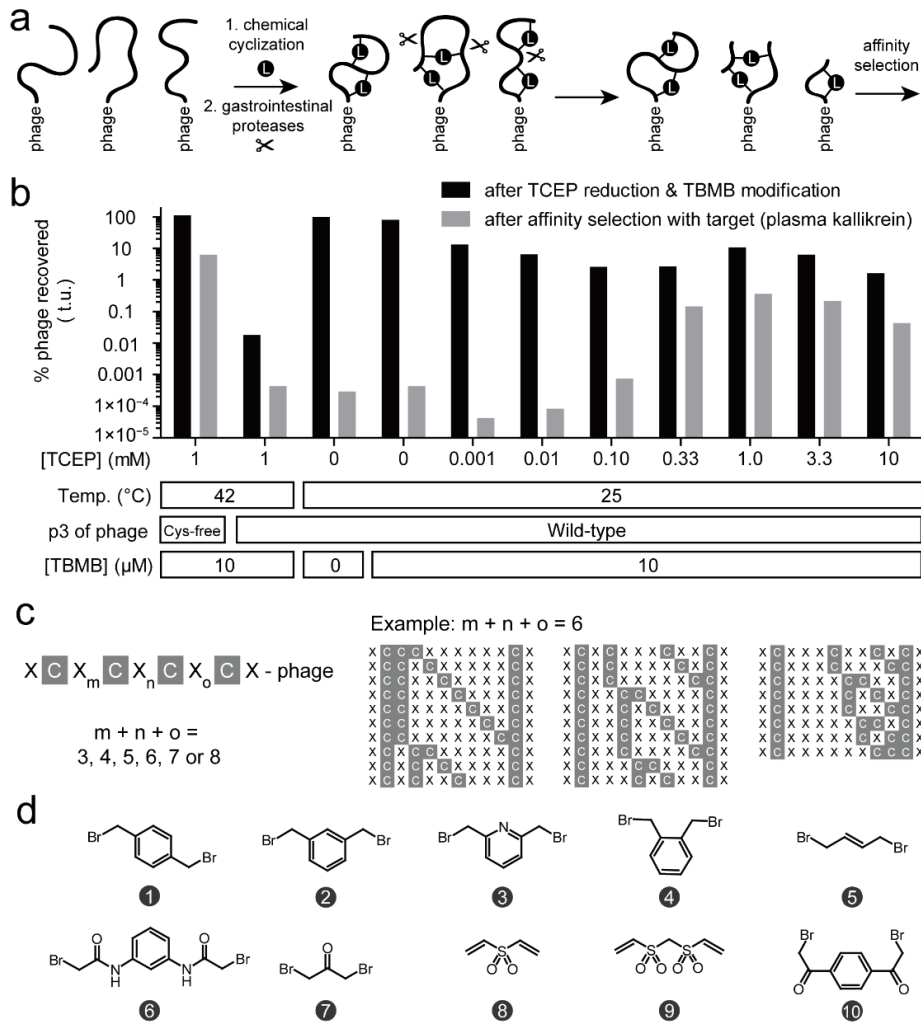 a
1. chemical cyclization
L
2. gastrointestinal proteases
phage
phage
phage
L
L
L
L
L
L
phage
phage
phage
L
L
L
L
L
phage
phage
phage
affinity selection
b
after TCEP reduction & TBMB modification
after affinity selection with target (plasma kallikrein)
% phage recovered
( t.u.)
100
10
1
0.1
0.01
0.001
1×10⁻⁴
1×10⁻⁵
[TCEP] (mM) 1 1 0 0 0.001 0.01 0.10 0.33 1.0 3.3 10
Temp. (°C) 42 25
p3 of phage Cys-free Wild-type
[TBMB] (µM) 10 0 10
c
X C Xm C Xn C Xo C X - phage
m + n + o =
3, 4, 5, 6, 7 or 8
Example: m + n + o = 6
X C C C X X X X X X C X
X C C X C X X X X X C X
X C C X X C X X X X C X
X C C X X X C X X X C X
X C C X X X X C X X C X
X C C X X X X X C X C X
X C C X X X X X X C C X
X C X C C X X X X X C X
X C X C X C X X X X C X
X C X C X X C X X X C X
X C X C X X X C X X C X
X C X C X X X X C X C X
X C X C X X X X X C C X
X C X X C C X X X X C X
X C X X C X C X X X C X
X C X X C X X C X X C X
X C X X C X X X C X C X
X C X X C X X X X C C X
X C X X X C C X X X C X
X C X X X C X C X X C X
X C X X X C X X C X C X
X C X X X C X X X C C X
X C X X X X C C X X C X
X C X X X X C X C X C X
X C X X X X C X X C C X
X C X X X X X C C X C X
X C X X X X X C X C C X
X C X X X X X X C C C X
d
Br
Br
1
Br
Br
2
Br
N
Br
3
Br
Br
4
Br
Br
5
Br
O
N
H
N
H
O
Br
6
O
Br
Br
7
S
O O
8
S
O O
S
O O
9
Br
O
Br
O
10